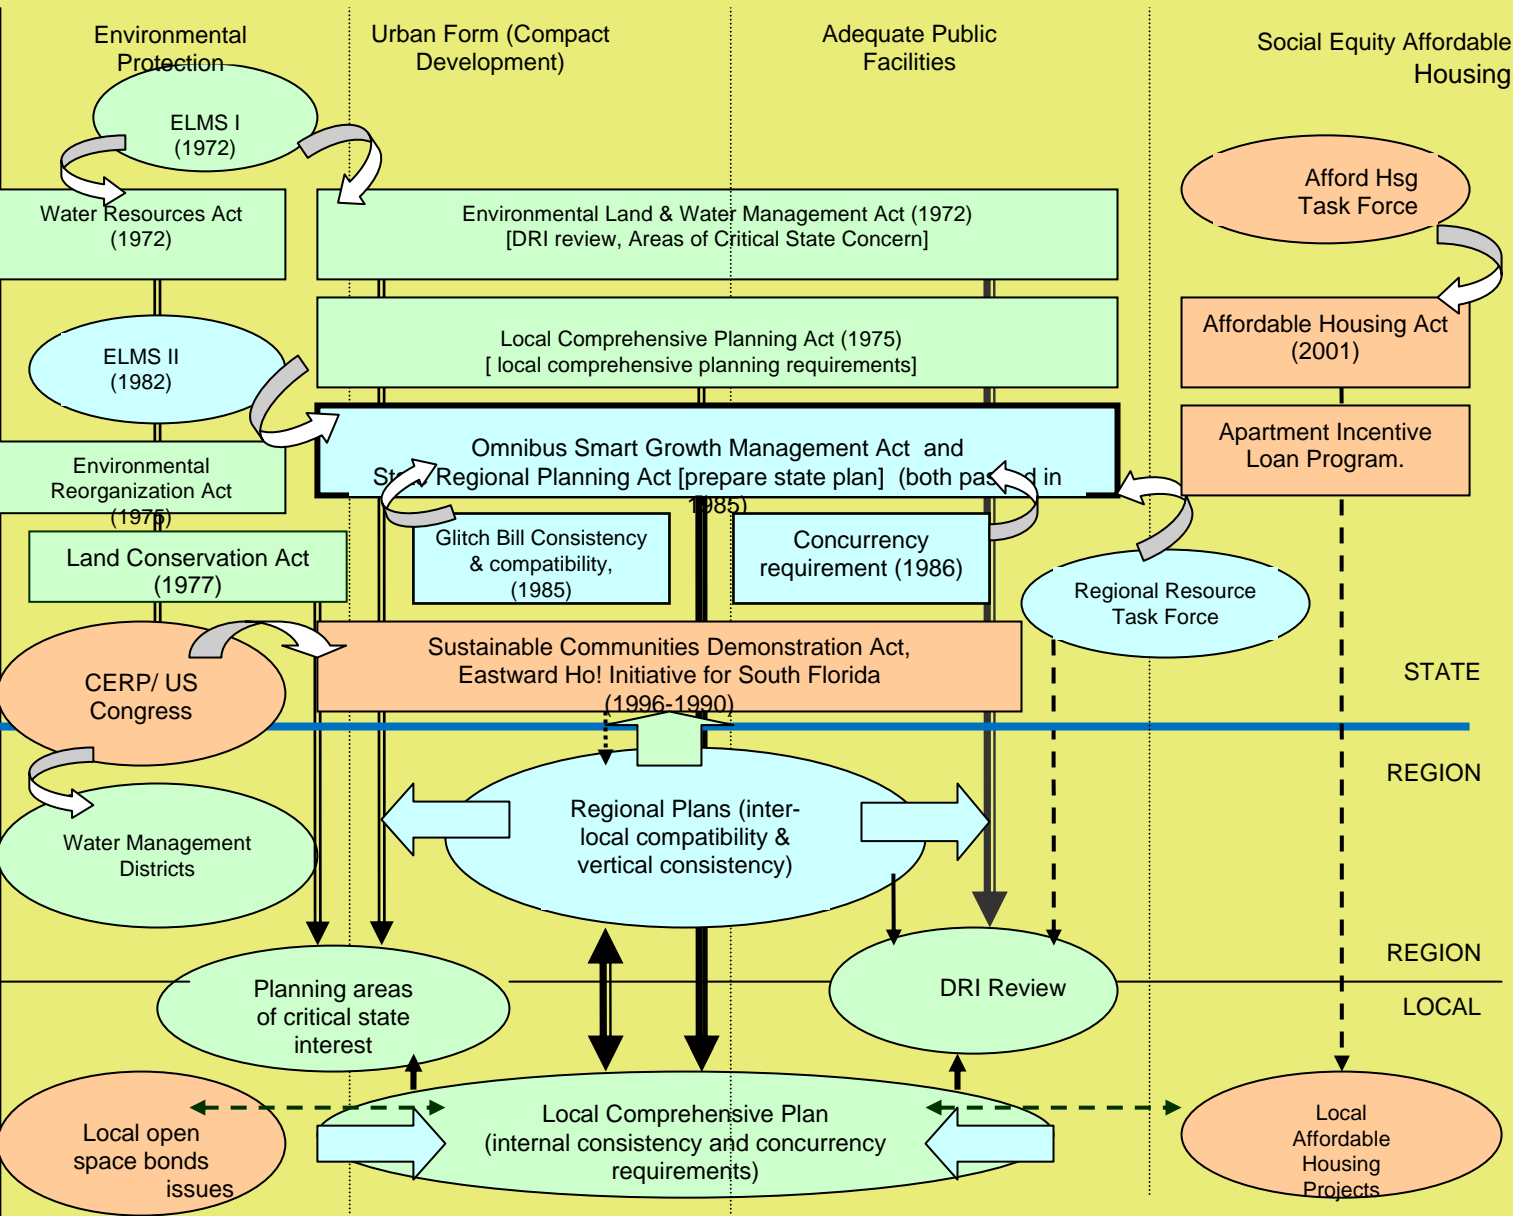 Environmental
Protection
Urban Form (Compact
Development)
Adequate Public
Facilities
Social Equity Affordable
Housing
ELMS I
(1972)
Afford Hsg
Task Force
Water Resources Act
(1972)
Environmental Land & Water Management Act (1972)
[DRI review, Areas of Critical State Concern]
Local Comprehensive Planning Act (1975)
[ local comprehensive planning requirements]
Affordable Housing Act
(2001)
ELMS II
(1982)
Omnibus Smart Growth Management Act and
Regional Planning Act [prepare state plan] (both in
1985)
Apartment Incentive
Loan Program.
Environmental
Reorganization Act
(1975)
Glitch Bill Consistency
& compatibility,
(1985)
Concurrency
requirement (1986)
Land Conservation Act
(1977)
Regional Resource
Task Force
Sustainable Communities Demonstration Act,
Eastward Ho! Initiative for South Florida
(1996-1990)
CERP/ US
Congress
STATE
REGION
Regional Plans (inter-
local compatibility &
vertical consistency)
Water Management
Districts
REGION
LOCAL
Planning areas
of critical state
interest
DRI Review
Local open
space bonds
issues
Local Comprehensive Plan
(internal consistency and concurrency
requirements)
Local
Affordable
Housing
Projects